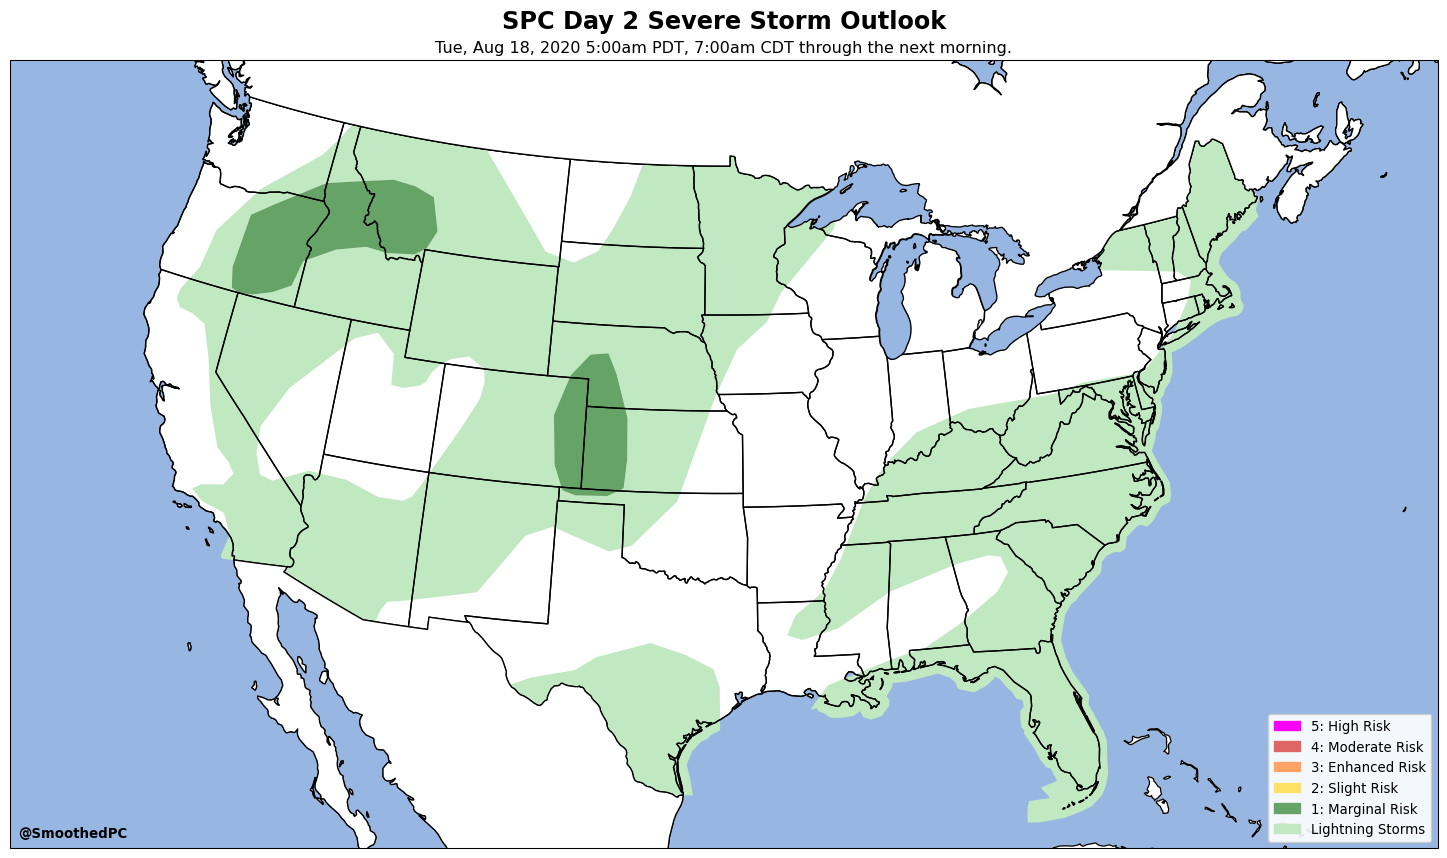 SPC Day 2 Severe Storm Outlook
Tue, Aug 18, 2020 5:00am PDT, 7:00am CDT through the next morning.
5: High Risk
4: Moderate Risk
3: Enhanced Risk
2: Slight Risk
1: Marginal Risk
Lightning Storms
@SmoothedPC